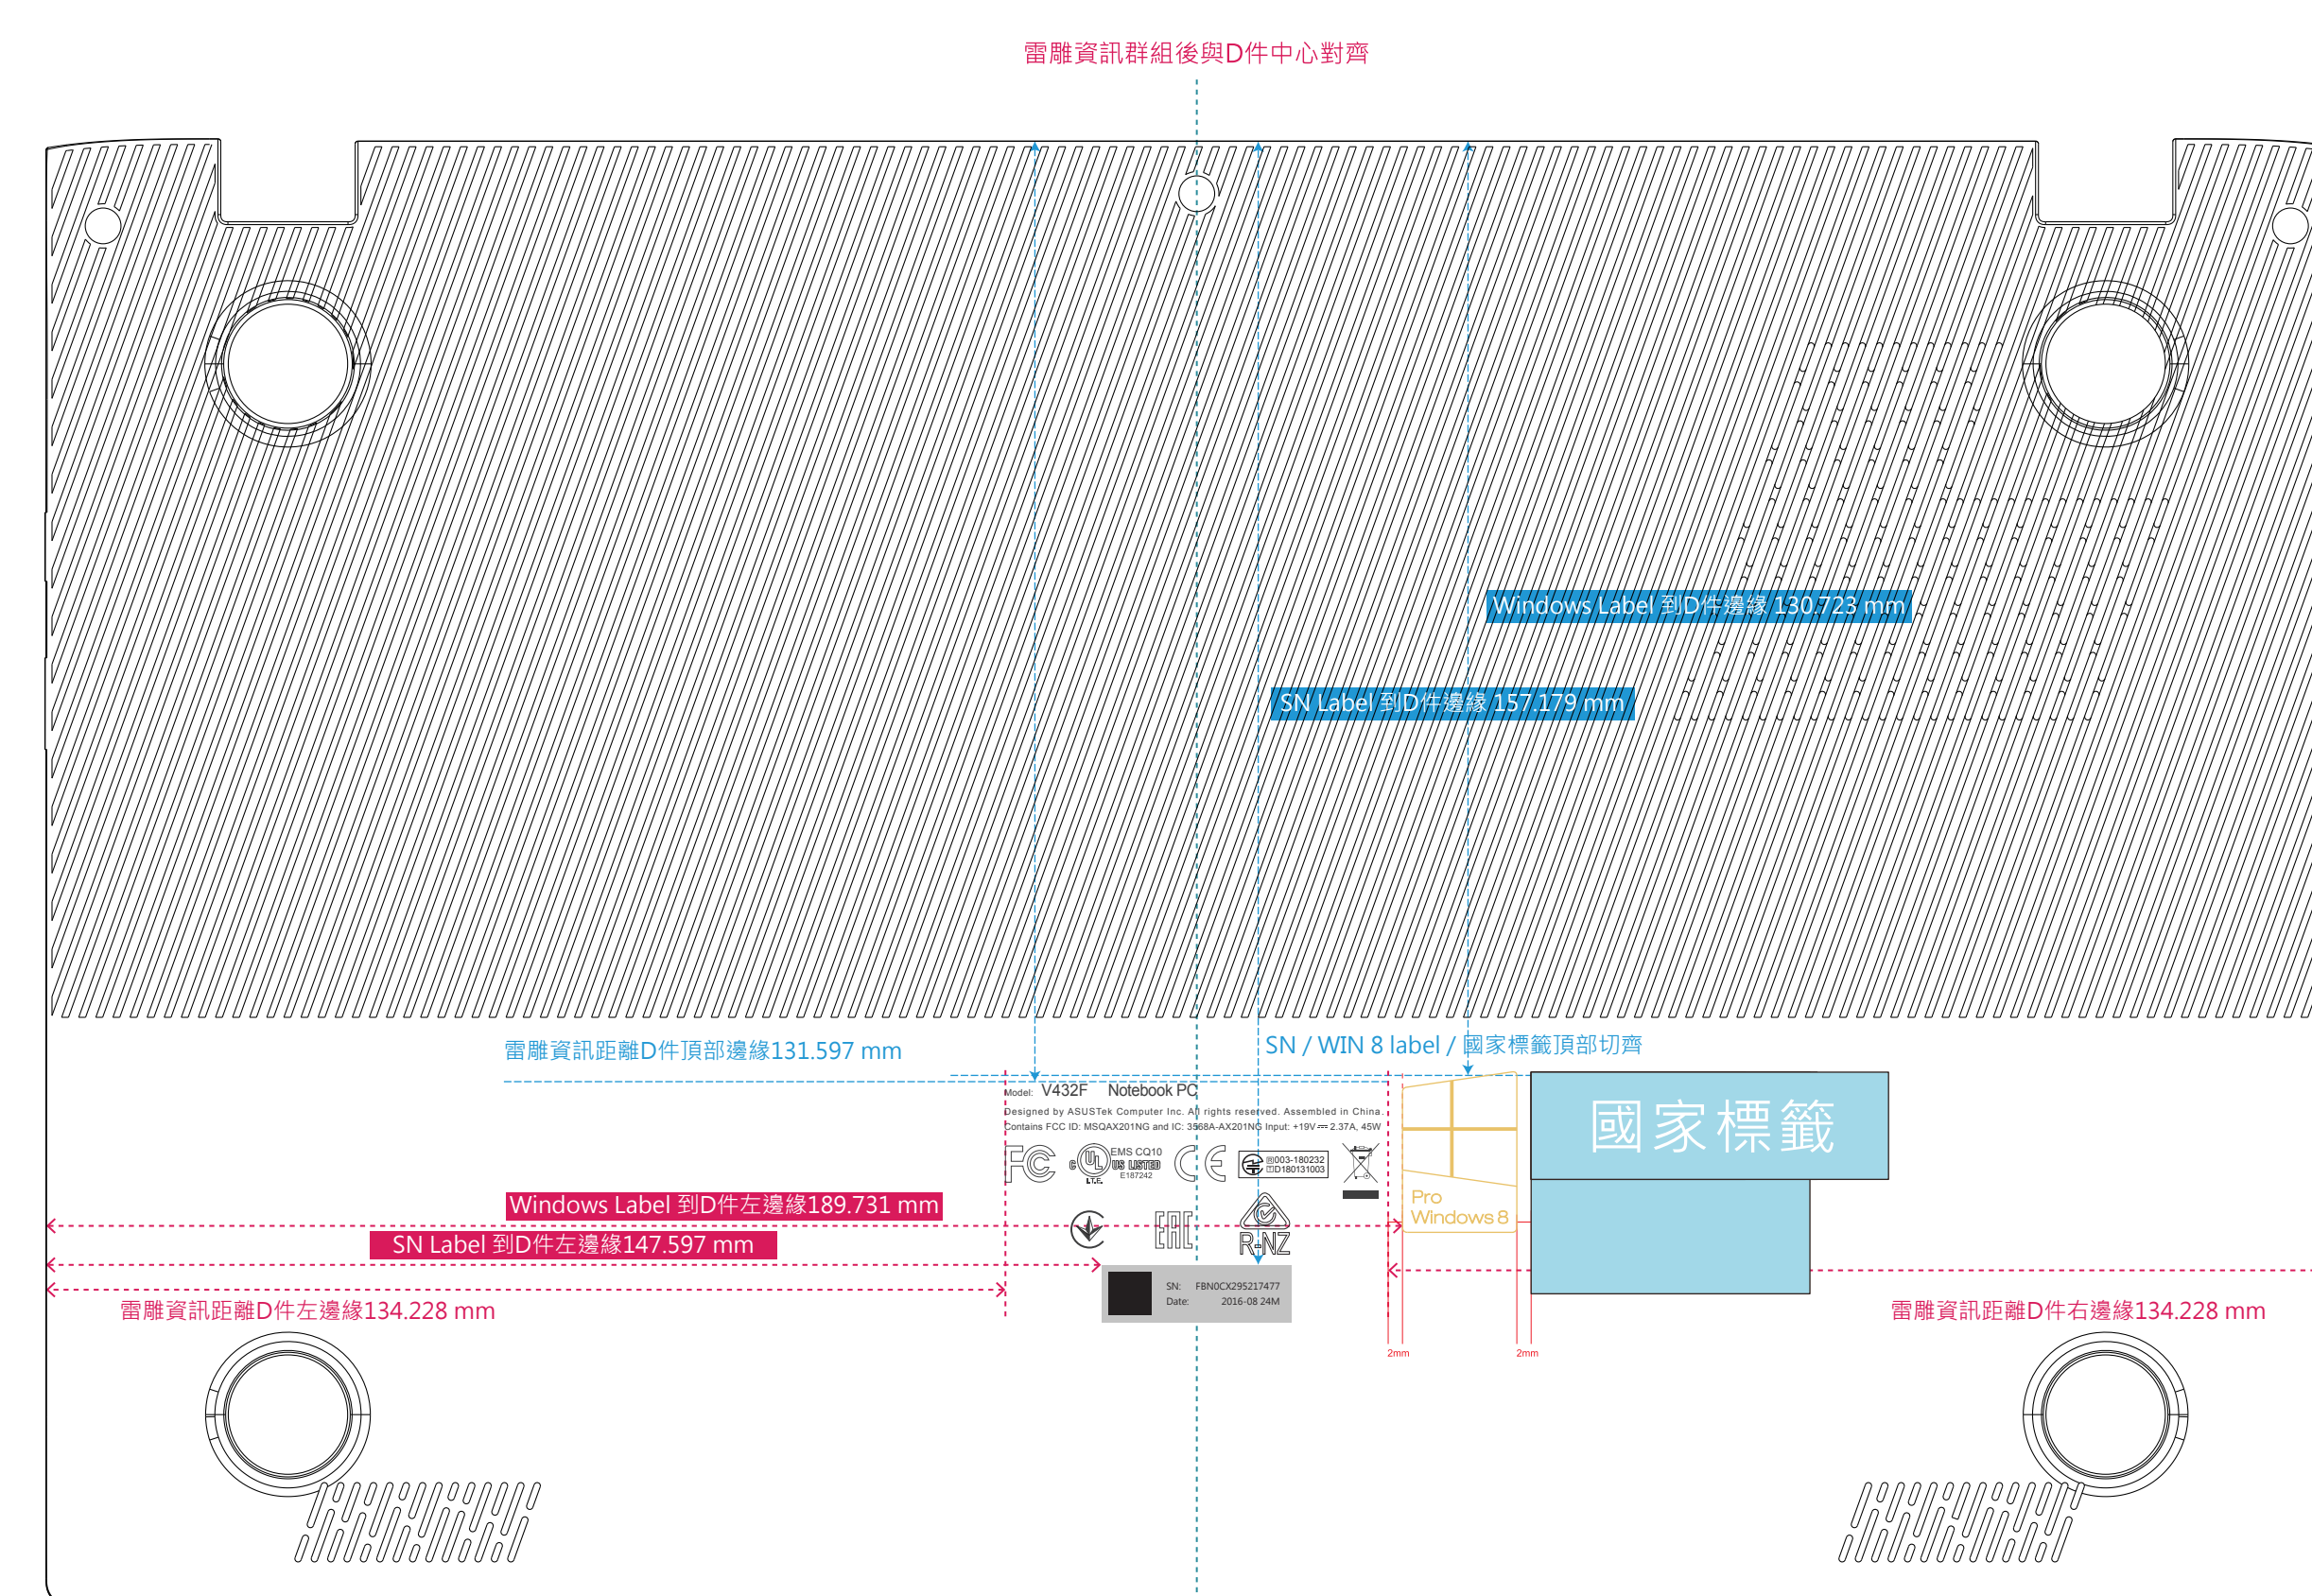 雷雕資訊群組後與D件中心對齊
Windows Label 到D件邊緣 130.723 mm
SN Label 到D件邊緣 157.179 mm
雷雕資訊距離D件頂部邊緣131.597 mm
SN / WIN 8 label / 國家標籤頂部切齊
Model: V432F Notebook PC
Designed by ASUSTek Computer Inc. All rights reserved. Assembled in China.
Contains FCC ID: MSQAX201NG and IC: 3568A-AX201NG Input: +19V⎓ 2.37A, 45W
國家標籤
FC
C UL US LISTED
I.T.E.
EMS CQ10
E187242
CE
R 003-180232
T D180131003
Pro
Windows 8
Windows Label 到D件左邊緣189.731 mm
EAC
R-NZ
SN Label 到D件左邊緣147.597 mm
SN: FBN0CX295217477
Date: 2016-08 24M
雷雕資訊距離D件左邊緣134.228 mm
雷雕資訊距離D件右邊緣134.228 mm
2mm
2mm